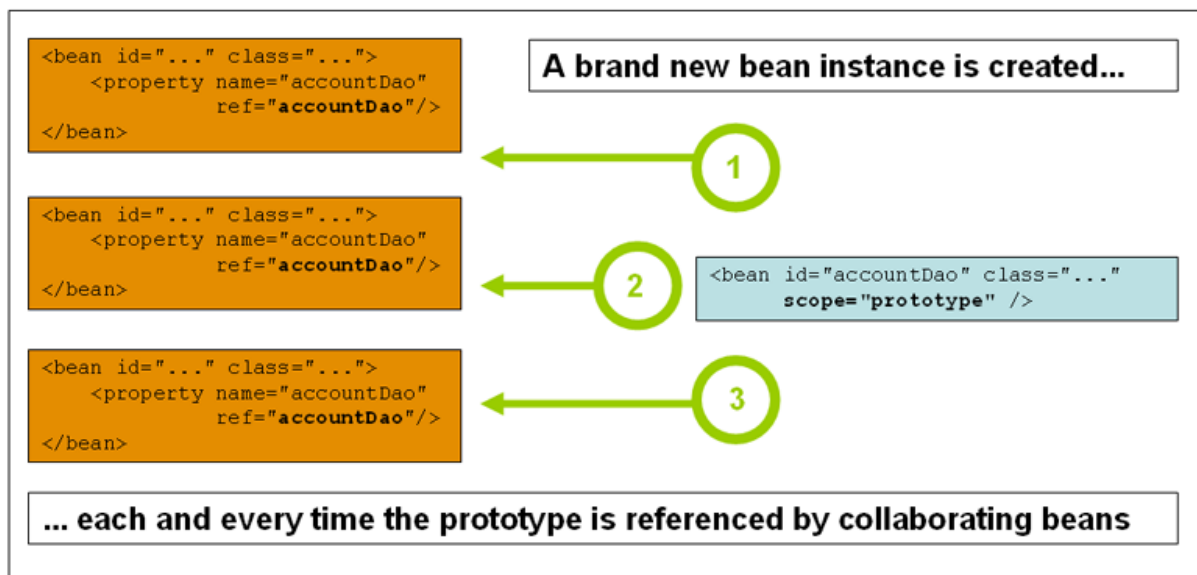 <bean id="..." class="...">
    <property name="accountDao"
              ref="accountDao"/>
</bean>
A brand new bean instance is created...
1
<bean id="..." class="...">
    <property name="accountDao"
              ref="accountDao"/>
</bean>
2
<bean id="accountDao" class="..."
      scope="prototype" />
<bean id="..." class="...">
    <property name="accountDao"
              ref="accountDao"/>
</bean>
3
... each and every time the prototype is referenced by collaborating beans